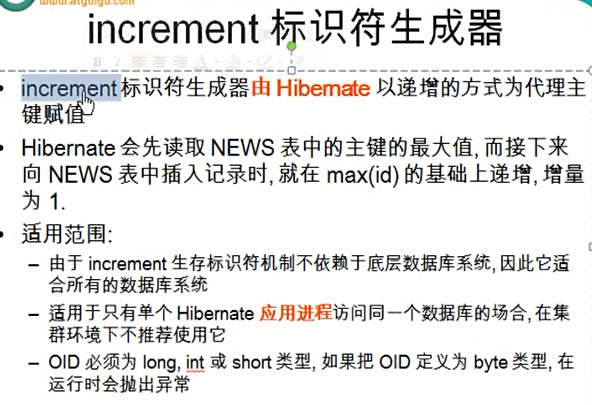 www.atguigu.com
increment 标识符生成器
• increment 标识符生成器由 Hibernate 以递增的方式为代理主
键赋值
• Hibernate 会先读取 NEWS 表中的主键的最大值, 而接下来
向 NEWS 表中插入记录时, 就在 max(id) 的基础上递增, 增量
为 1.
• 适用范围:
– 由于 increment 生存标识符机制不依赖于底层数据库系统, 因此它适
合所有的数据库系统
– 适用于只有单个 Hibernate 应用进程访问同一个数据库的场合, 在集
群环境下不推荐使用它
– OID 必须为 long, int 或 short 类型, 如果把 OID 定义为 byte 类型, 在
运行时会抛出异常